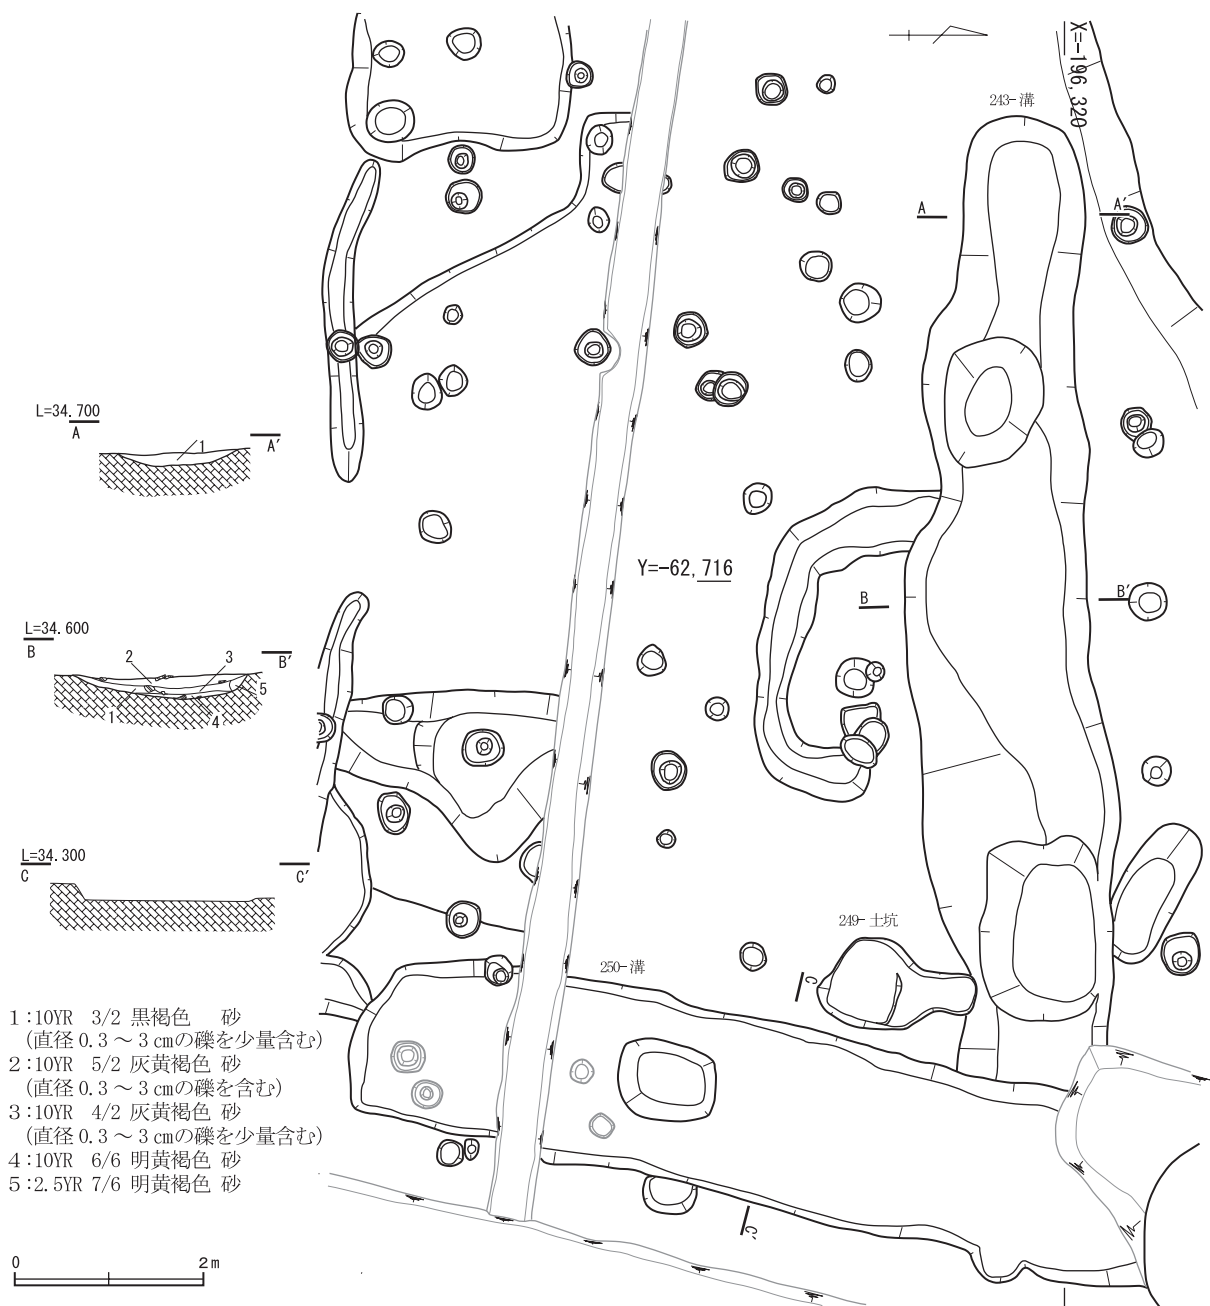 X=-196,320
243-溝
A
A′
L=34.700
A
A′
1
Y=-62,716
B
B′
L=34.600
B
B′
2
3
5
1
4
L=34.300
C
C′
249-土坑
250-溝
C
C′
1:10YR 3/2 黒褐色 砂
(直径 0.3 ～ 3 cmの礫を少量含む)
2:10YR 5/2 灰黄褐色 砂
(直径 0.3 ～ 3 cmの礫を含む)
3:10YR 4/2 灰黄褐色 砂
(直径 0.3 ～ 3 cmの礫を少量含む)
4:10YR 6/6 明黄褐色 砂
5:2.5YR 7/6 明黄褐色 砂
0 2m